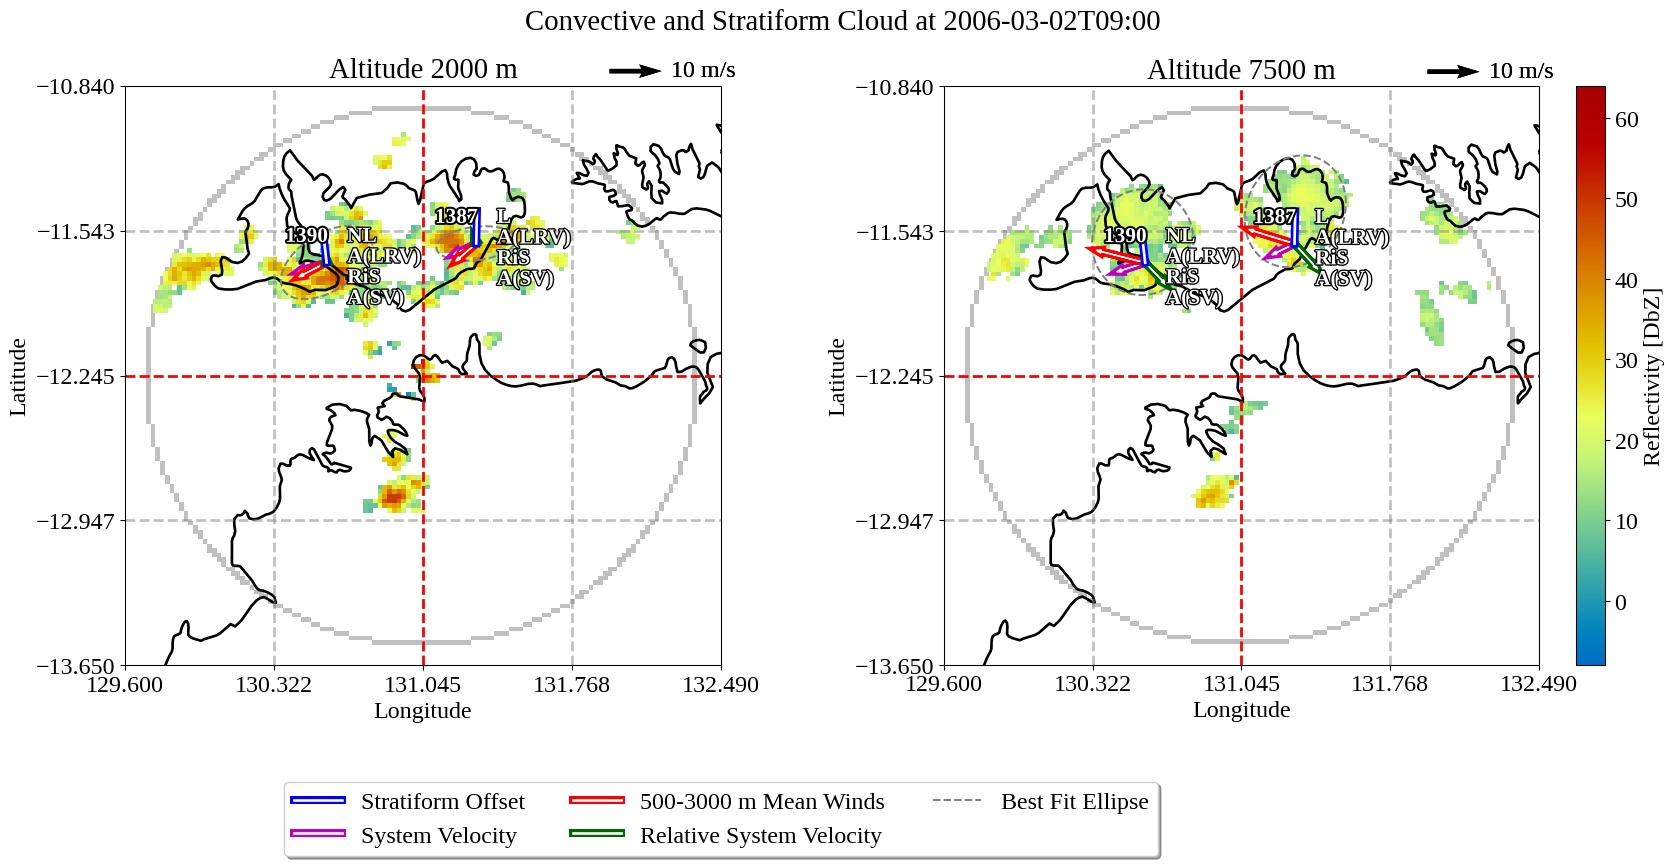 Convective and Stratiform Cloud at 2006-03-02T09:00
Altitude 2000 m
10 m/s
−10.840
−11.543
−12.245
−12.947
−13.650
129.600
130.322
131.045
131.768
132.490
Latitude
Longitude
1390
NL
A(LRV)
RiS
A(SV)
1387
L
A(LRV)
RiS
A(SV)
Altitude 7500 m
10 m/s
−10.840
−11.543
−12.245
−12.947
−13.650
129.600
130.322
131.045
131.768
132.490
Latitude
Longitude
1390
NL
A(LRV)
RiS
A(SV)
1387
L
A(LRV)
RiS
A(SV)
60
50
40
30
20
10
0
Reflectivity [DbZ]
Stratiform Offset
System Velocity
500-3000 m Mean Winds
Relative System Velocity
Best Fit Ellipse